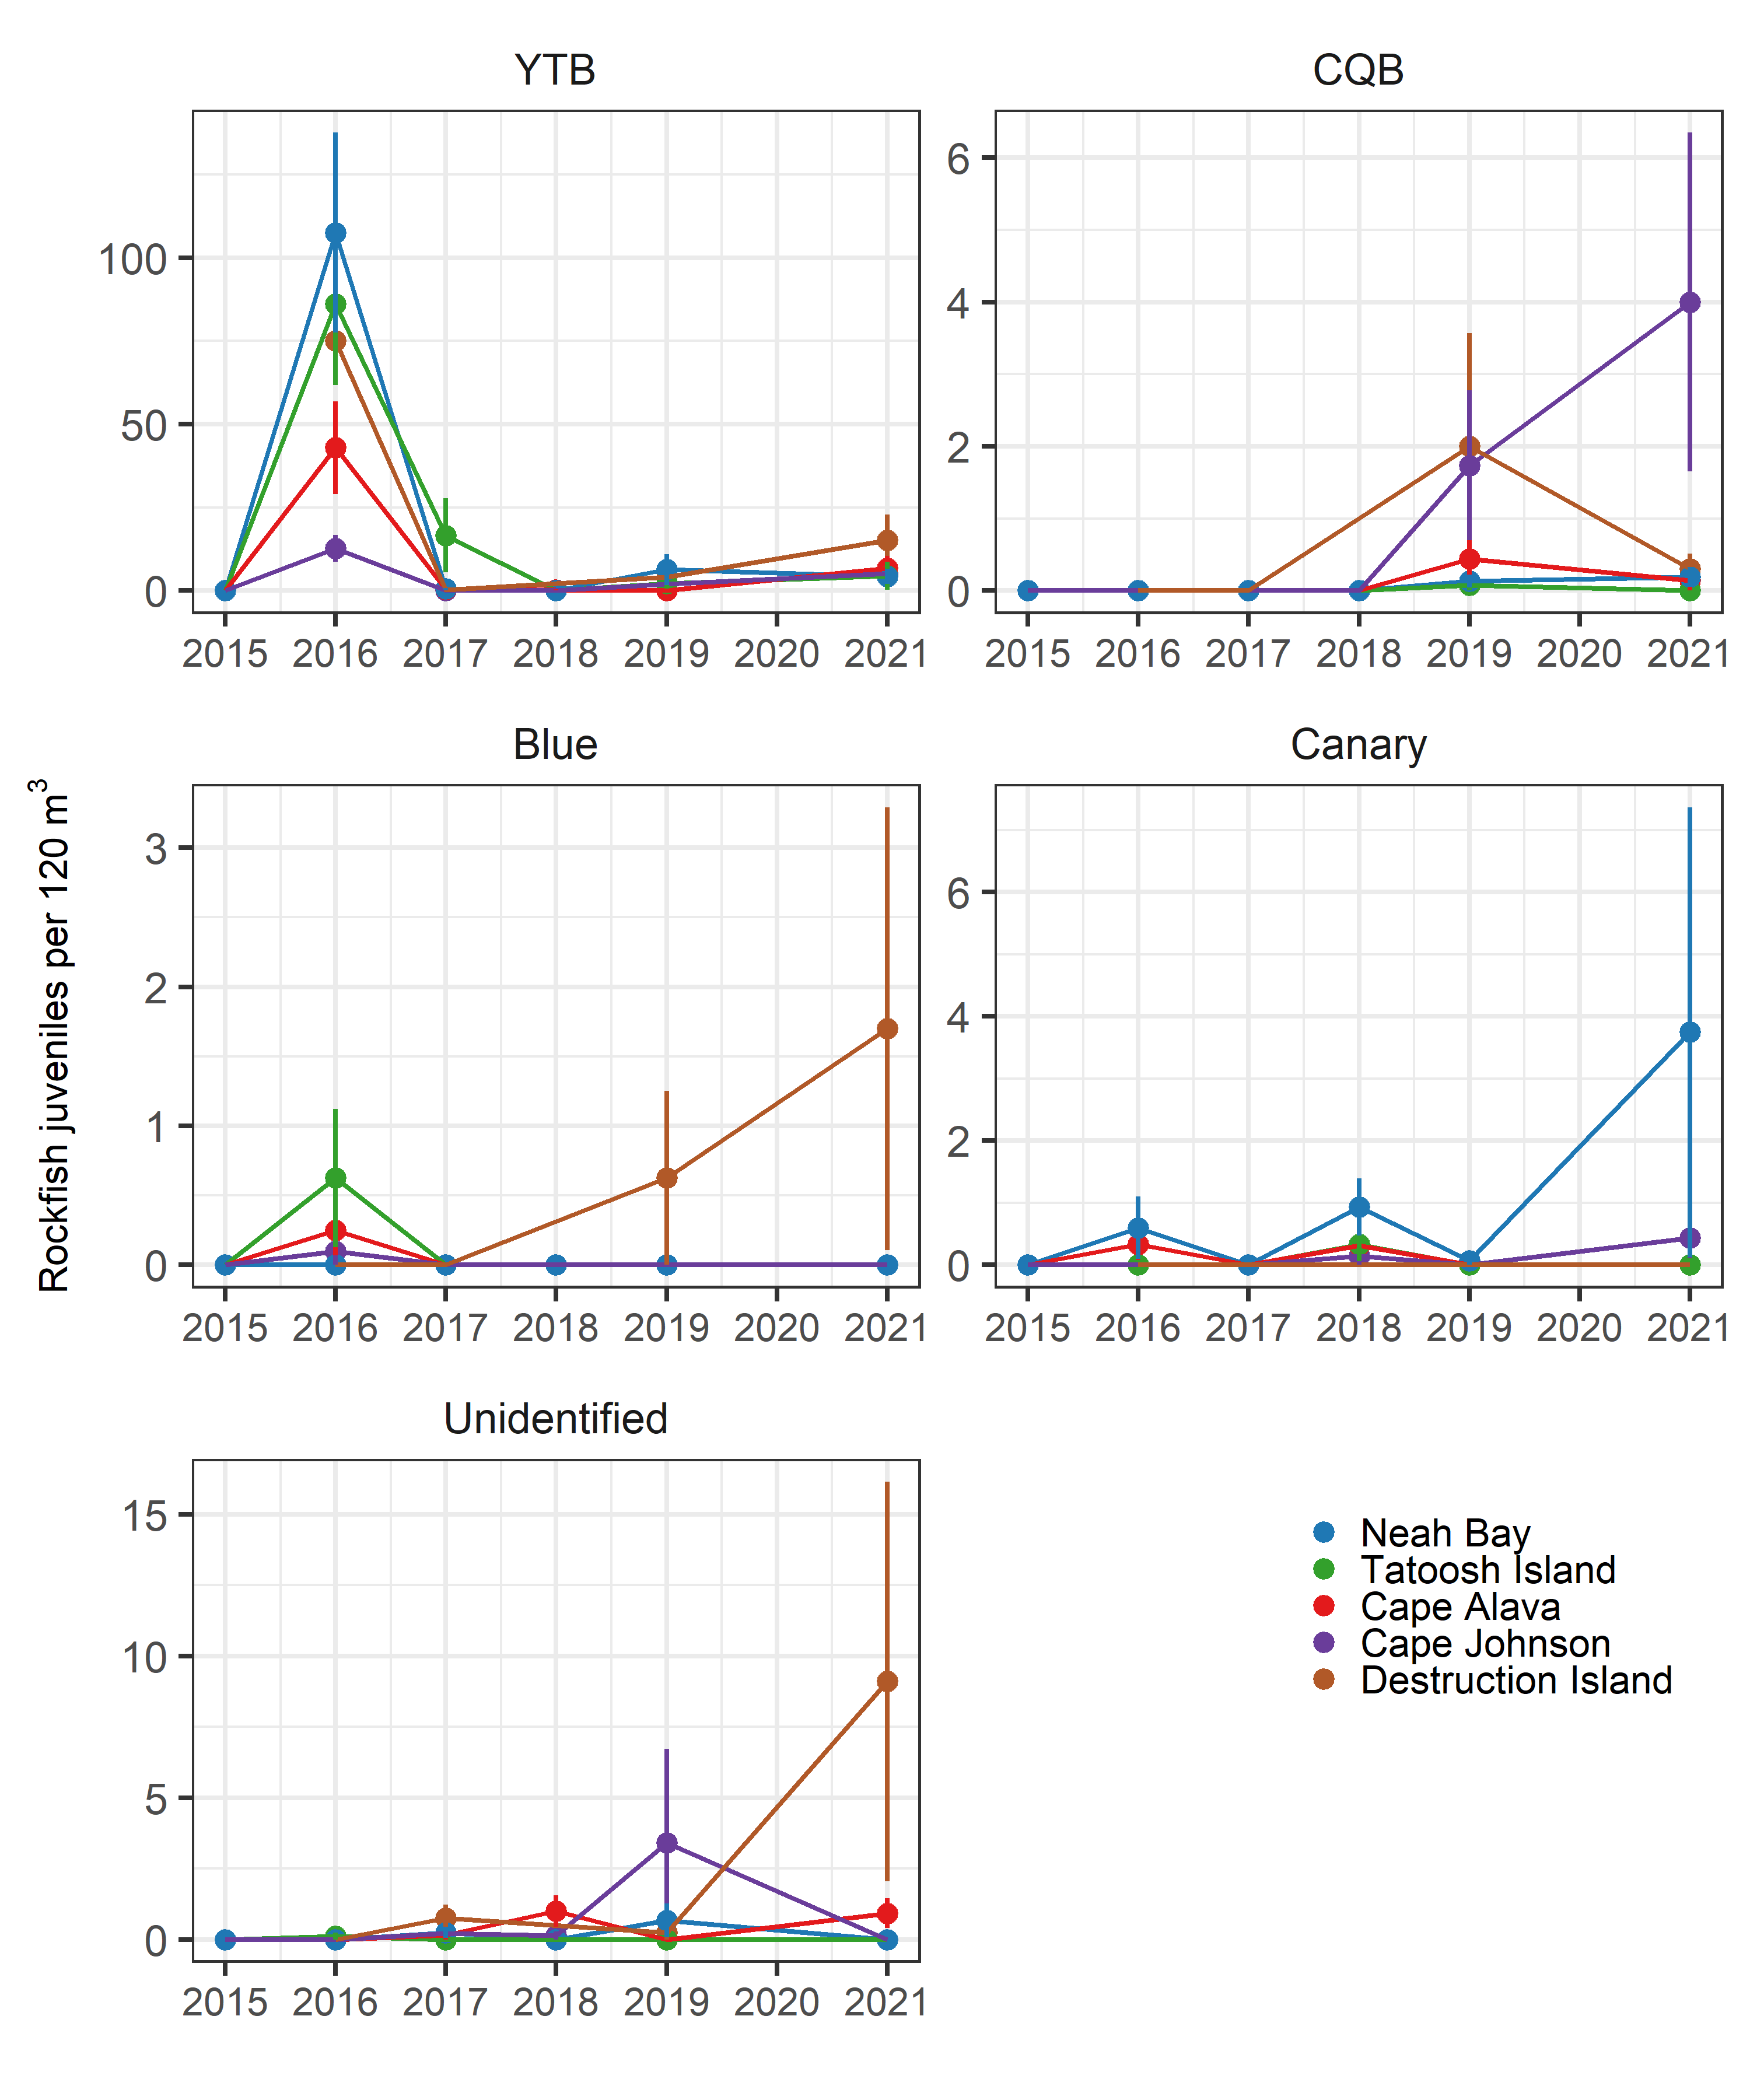 YTB
100
50
0
2015 2016 2017 2018 2019 2020 2021
CQB
6
4
2
0
2015 2016 2017 2018 2019 2020 2021
Rockfish juveniles per 120 m³
Blue
3
2
1
0
2015 2016 2017 2018 2019 2020 2021
Canary
6
4
2
0
2015 2016 2017 2018 2019 2020 2021
Unidentified
15
10
5
0
2015 2016 2017 2018 2019 2020 2021
Neah Bay
Tatoosh Island
Cape Alava
Cape Johnson
Destruction Island